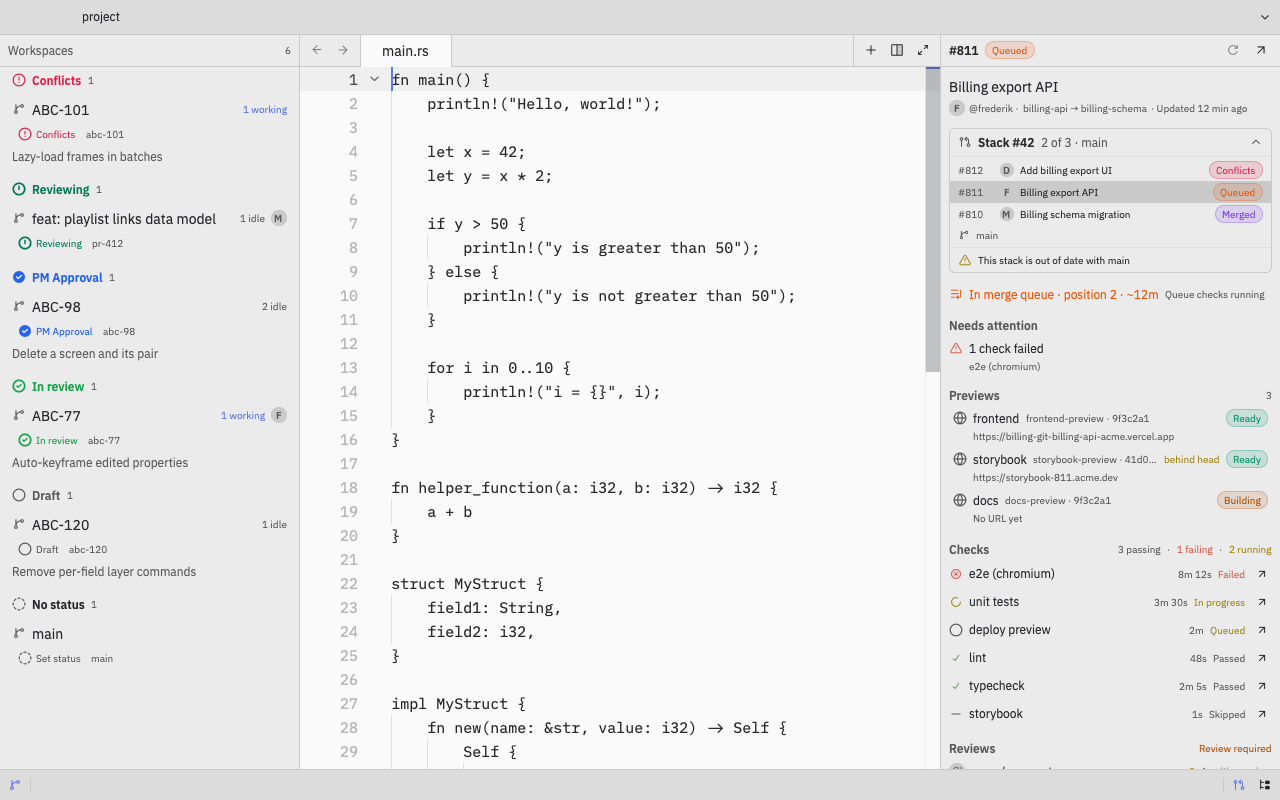 project
Workspaces 6
Conflicts 1
ABC-101 1 working
Conflicts abc-101
Lazy-load frames in batches
Reviewing 1
feat: playlist links data model 1 idle M
Reviewing pr-412
PM Approval 1
ABC-98 2 idle
PM Approval abc-98
Delete a screen and its pair
In review 1
ABC-77 1 working F
In review abc-77
Auto-keyframe edited properties
Draft 1
ABC-120 1 idle
Draft abc-120
Remove per-field layer commands
No status 1
main
Set status main
main.rs
1 fn main() {
2 println!("Hello, world!");
3
4 let x = 42;
5 let y = x * 2;
6
7 if y > 50 {
8 println!("y is greater than 50");
9 } else {
10 println!("y is not greater than 50");
11 }
12
13 for i in 0..10 {
14 println!("i = {}", i);
15 }
16 }
17
18 fn helper_function(a: i32, b: i32) -> i32 {
19 a + b
20 }
21
22 struct MyStruct {
23 field1: String,
24 field2: i32,
25 }
26
27 impl MyStruct {
28 fn new(name: &str, value: i32) -> Self {
29 Self {
#811 Queued
Billing export API
F @frederik · billing-api → billing-schema · Updated 12 min ago
Stack #42 2 of 3 · main
#812 D Add billing export UI Conflicts
#811 F Billing export API Queued
#810 M Billing schema migration Merged
main
This stack is out of date with main
In merge queue · position 2 · ~12m Queue checks running
Needs attention
1 check failed
e2e (chromium)
Previews 3
frontend frontend-preview · 9f3c2a1 Ready
https://billing-git-billing-api-acme.vercel.app
storybook storybook-preview · 41d0... behind head Ready
https://storybook-811.acme.dev
docs docs-preview · 9f3c2a1 Building
No URL yet
Checks 3 passing · 1 failing · 2 running
e2e (chromium) 8m 12s Failed
unit tests 3m 30s In progress
deploy preview 2m Queued
lint 48s Passed
typecheck 2m 5s Passed
storybook 1s Skipped
Reviews Review required